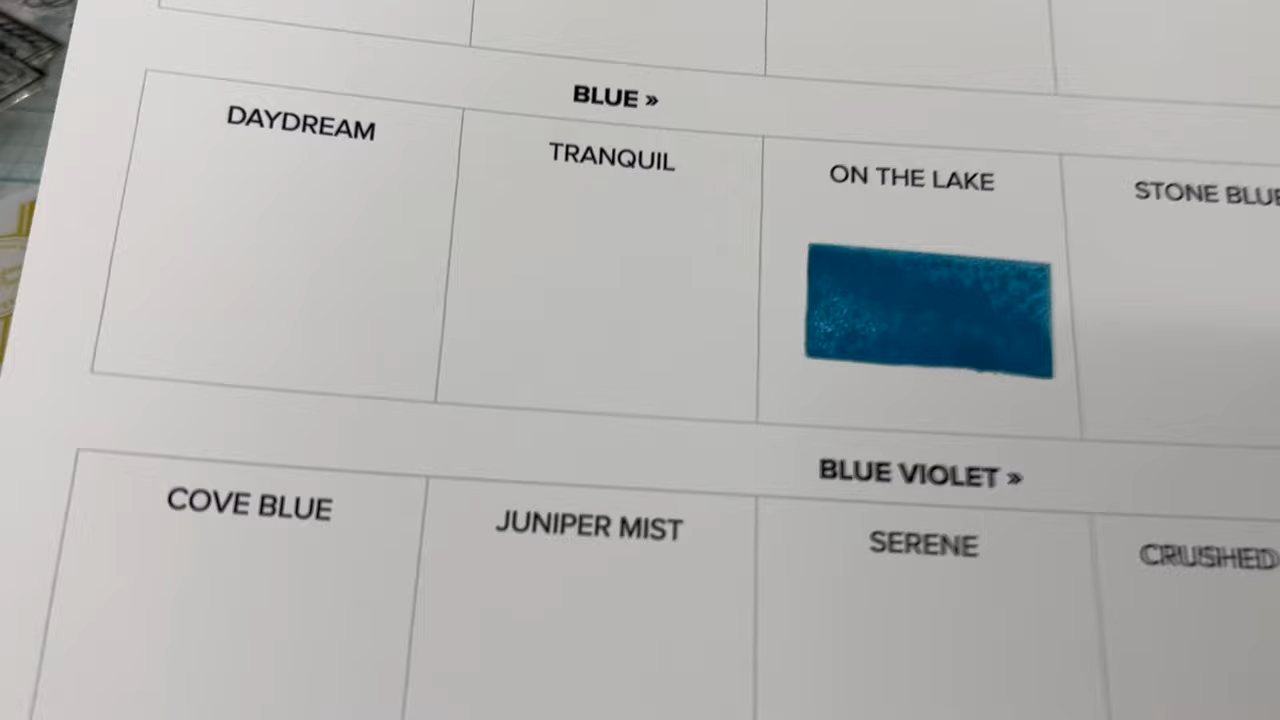 BLUE »
DAYDREAM
TRANQUIL
ON THE LAKE
STONE BLUE
BLUE VIOLET »
COVE BLUE
JUNIPER MIST
SERENE
CRUSHED